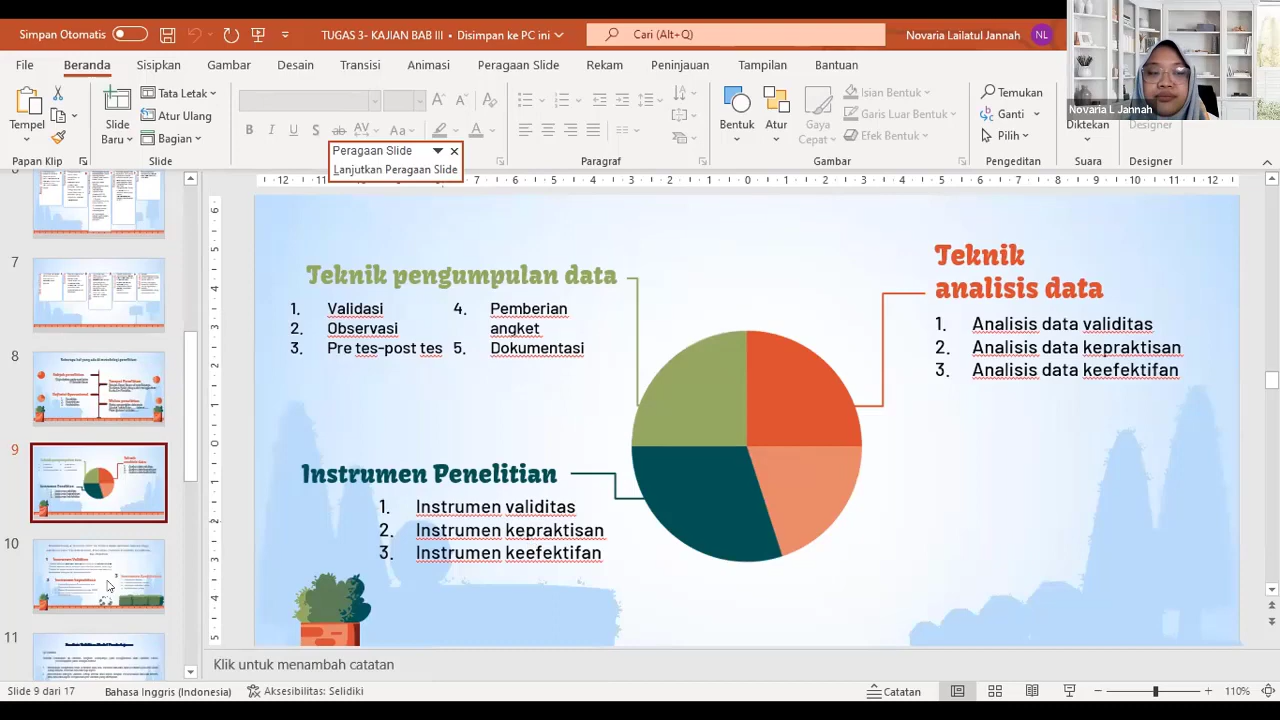 Simpan Otomatis
TUGAS 3- KAJIAN BAB III • Disimpan ke PC ini
Cari (Alt+Q)
Novaria Lailatul Jannah
NL
File
Beranda
Sisipkan
Gambar
Desain
Transisi
Animasi
Peragaan Slide
Rekam
Peninjauan
Tampilan
Bantuan
Novaria L Jannah
Tempel
Slide
Baru
Tata Letak
Atur Ulang
Bagian
Bentuk
Atur
Gaya
Cepat
Isian Bentuk
Garis Luar Bentuk
Efek Bentuk
Temukan
Ganti
Pilih
Diktekan
Designer
Papan Klip
Slide
Paragraf
Gambar
Pengeditan
Suara
Designer
Peragaan Slide
Lanjutkan Peragaan Slide
7
8
9
10
11
Teknik pengumpulan data
1. Validasi
2. Observasi
3. Pre tes-post tes
4. Pemberian
angket
5. Dokumentasi
Teknik
analisis data
1. Analisis data validitas
2. Analisis data kepraktisan
3. Analisis data keefektifan
Instrumen Penelitian
1. Instrumen validitas
2. Instrumen kepraktisan
3. Instrumen keefektifan
Klik untuk menambah catatan
Slide 9 dari 17
Bahasa Inggris (Indonesia)
Aksesibilitas: Selidiki
Catatan
110%